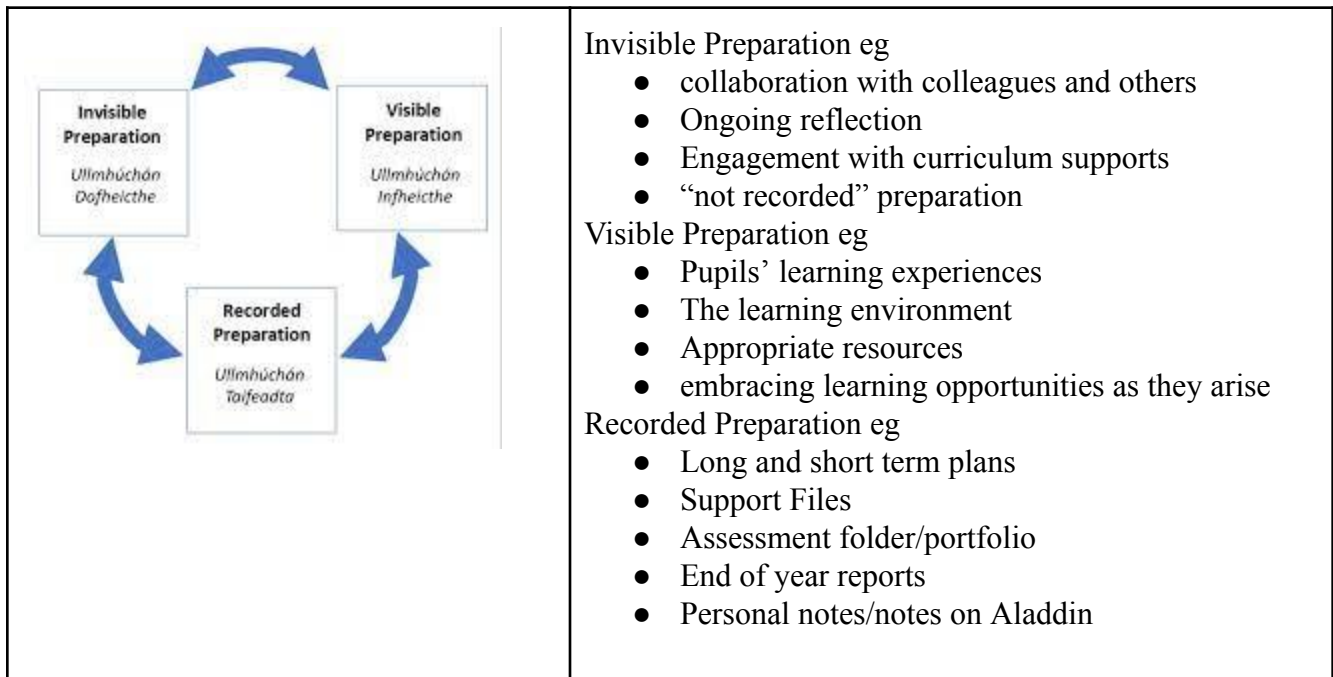 Invisible
Preparation
Ullmhúchán
Dofheicthe
Visible
Preparation
Ullmhúchán
Infheicthe
Recorded
Preparation
Ullmhúchán
Taifeadta
Invisible Preparation eg
● collaboration with colleagues and others
● Ongoing reflection
● Engagement with curriculum supports
● “not recorded” preparation
Visible Preparation eg
● Pupils’ learning experiences
● The learning environment
● Appropriate resources
● embracing learning opportunities as they arise
Recorded Preparation eg
● Long and short term plans
● Support Files
● Assessment folder/portfolio
● End of year reports
● Personal notes/notes on Aladdin